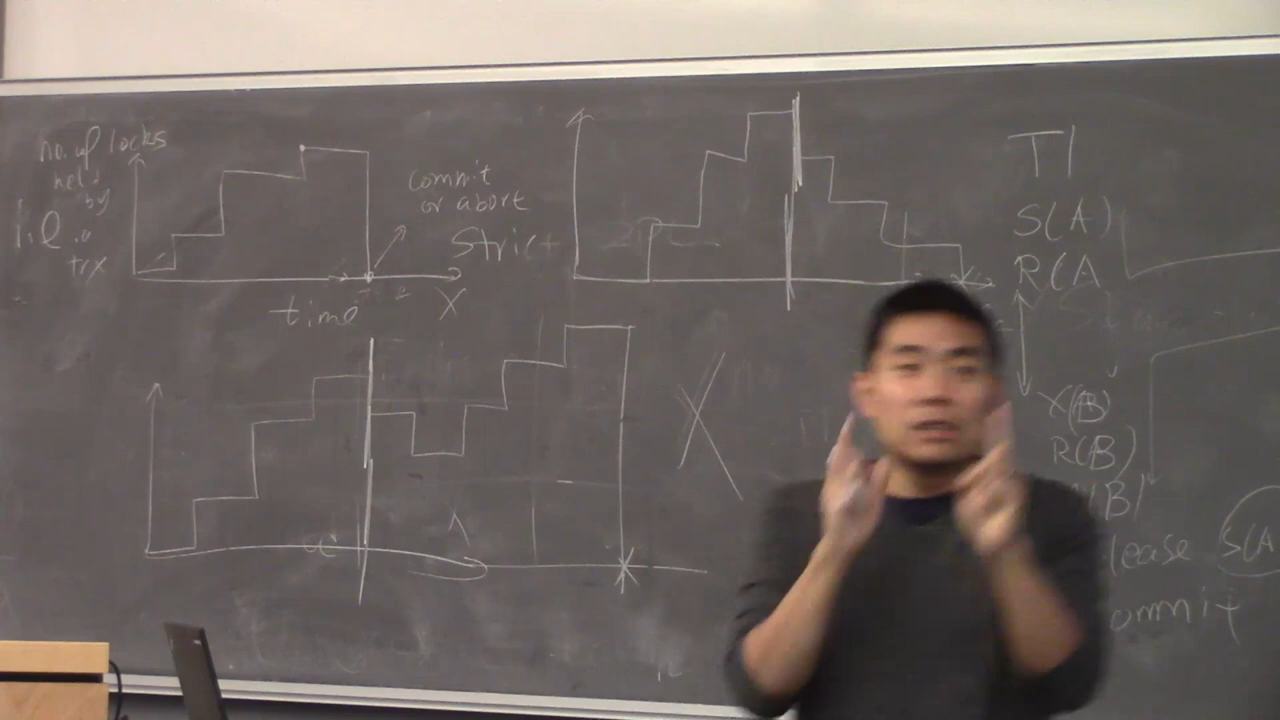 no. of locks
held
by
trx
commit
or abort
Strict
time
X
T1
S(A)
R(A
X(B)
R(B)
(B)
lease S(A
ommit
X